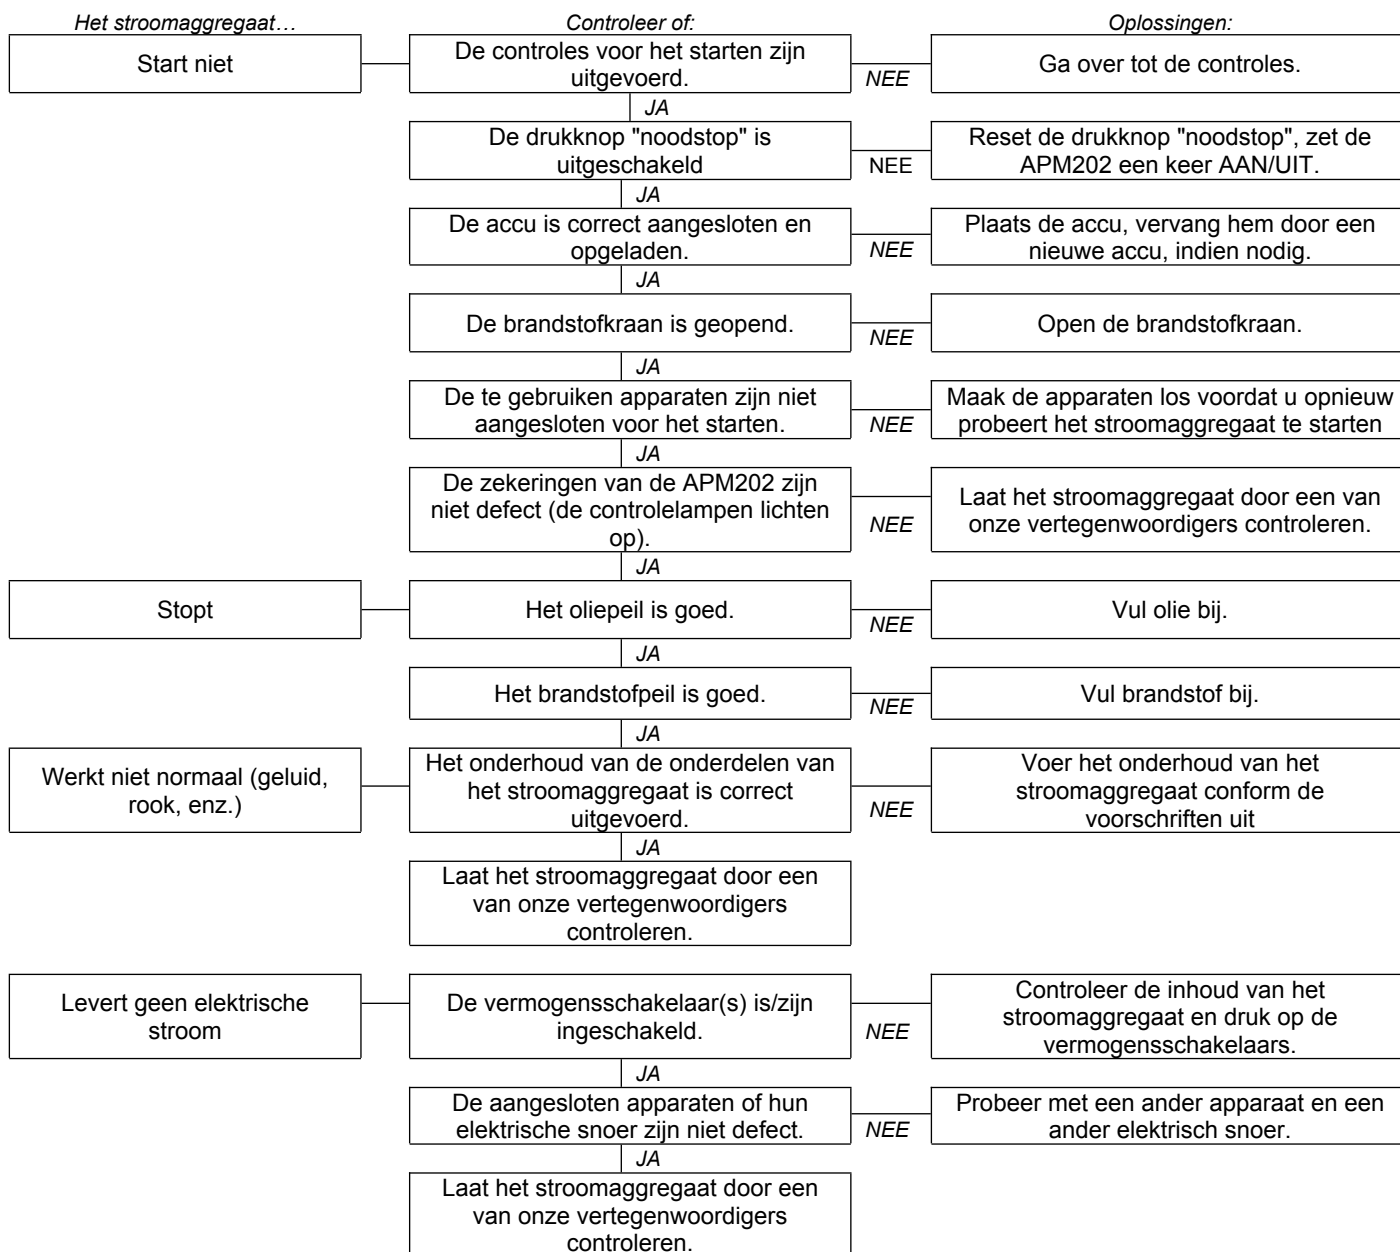 Het stroomaggregaat…
Controleer of:
Oplossingen:
Start niet
De controles voor het starten zijn
uitgevoerd.
NEE
Ga over tot de controles.
JA
De drukknop "noodstop" is
uitgeschakeld
NEE
Reset de drukknop "noodstop", zet de
APM202 een keer AAN/UIT.
JA
De accu is correct aangesloten en
opgeladen.
NEE
Plaats de accu, vervang hem door een
nieuwe accu, indien nodig.
JA
De brandstofkraan is geopend.
NEE
Open de brandstofkraan.
JA
De te gebruiken apparaten zijn niet
aangesloten voor het starten.
NEE
Maak de apparaten los voordat u opnieuw
probeert het stroomaggregaat te starten
JA
De zekeringen van de APM202 zijn
niet defect (de controlelampen lichten
op).
NEE
Laat het stroomaggregaat door een van
onze vertegenwoordigers controleren.
JA
Stopt
Het oliepeil is goed.
NEE
Vul olie bij.
JA
Het brandstofpeil is goed.
NEE
Vul brandstof bij.
JA
Werkt niet normaal (geluid,
rook, enz.)
Het onderhoud van de onderdelen van
het stroomaggregaat is correct
uitgevoerd.
NEE
Voer het onderhoud van het
stroomaggregaat conform de
voorschriften uit
JA
Laat het stroomaggregaat door een
van onze vertegenwoordigers
controleren.
Levert geen elektrische
stroom
De vermogensschakelaar(s) is/zijn
ingeschakeld.
NEE
Controleer de inhoud van het
stroomaggregaat en druk op de
vermogensschakelaars.
JA
De aangesloten apparaten of hun
elektrische snoer zijn niet defect.
NEE
Probeer met een ander apparaat en een
ander elektrisch snoer.
JA
Laat het stroomaggregaat door een
van onze vertegenwoordigers
controleren.